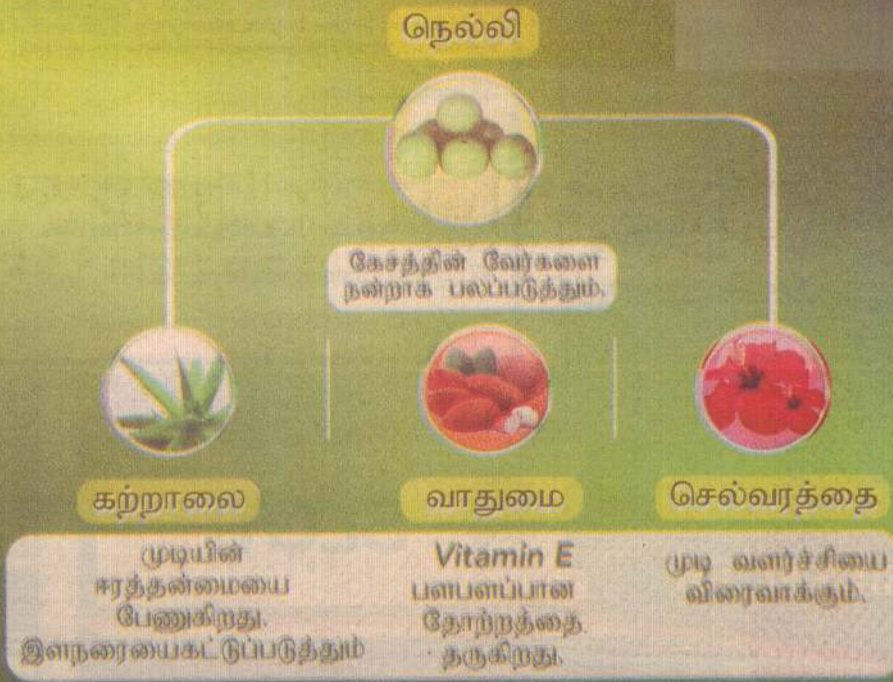 நெல்லி
கேசத்தின் வேர்களை
நன்றாக பலப்படுத்தும்.
கற்றாலை
முடியின்
ஈரத்தன்மையை
பேணுகிறது.
இளநரையைகட்டுப்படுத்தும்
வாதுமை
Vitamin E
பளபளப்பான
தோற்றத்தை
தருகிறது.
செல்வரத்தை
முடி வளர்ச்சியை
விரைவாக்கும்.